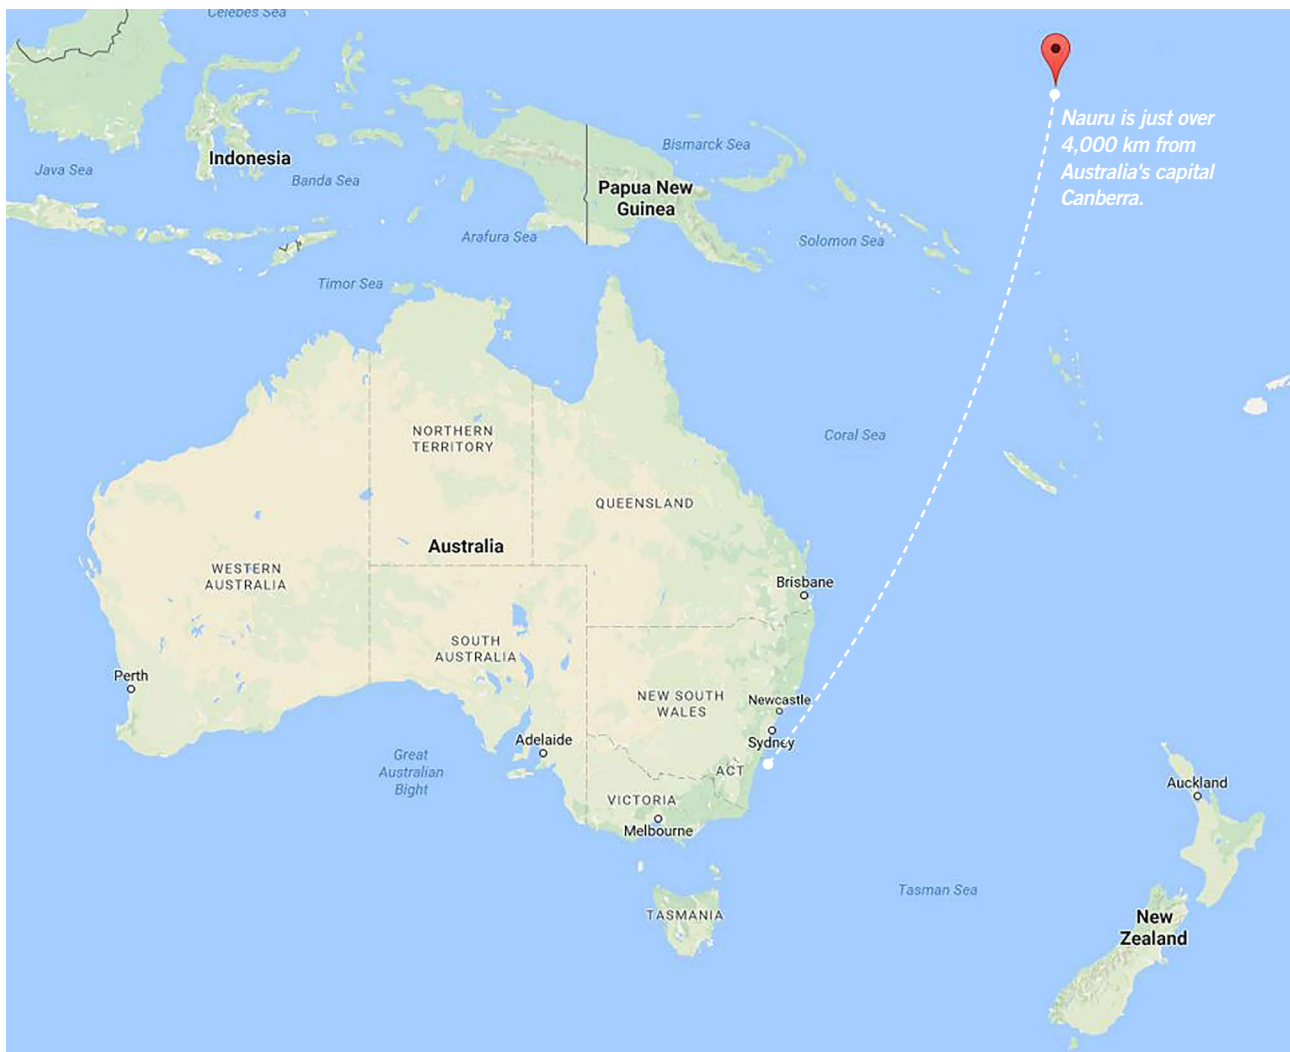 Celebes Sea
Nauru is just over
4,000 km from
Australia's capital
Canberra.
Bismarck Sea
Indonesia
Java Sea
Banda Sea
Papua New
Guinea
Arafura Sea
Solomon Sea
Timor Sea
NORTHERN
TERRITORY
Coral Sea
QUEENSLAND
Australia
WESTERN
AUSTRALIA
Brisbane
SOUTH
AUSTRALIA
Perth
NEW SOUTH
WALES
Newcastle
Adelaide
Sydney
Great
Australian
Bight
ACT
Auckland
VICTORIA
Melbourne
Tasman Sea
TASMANIA
New
Zealand